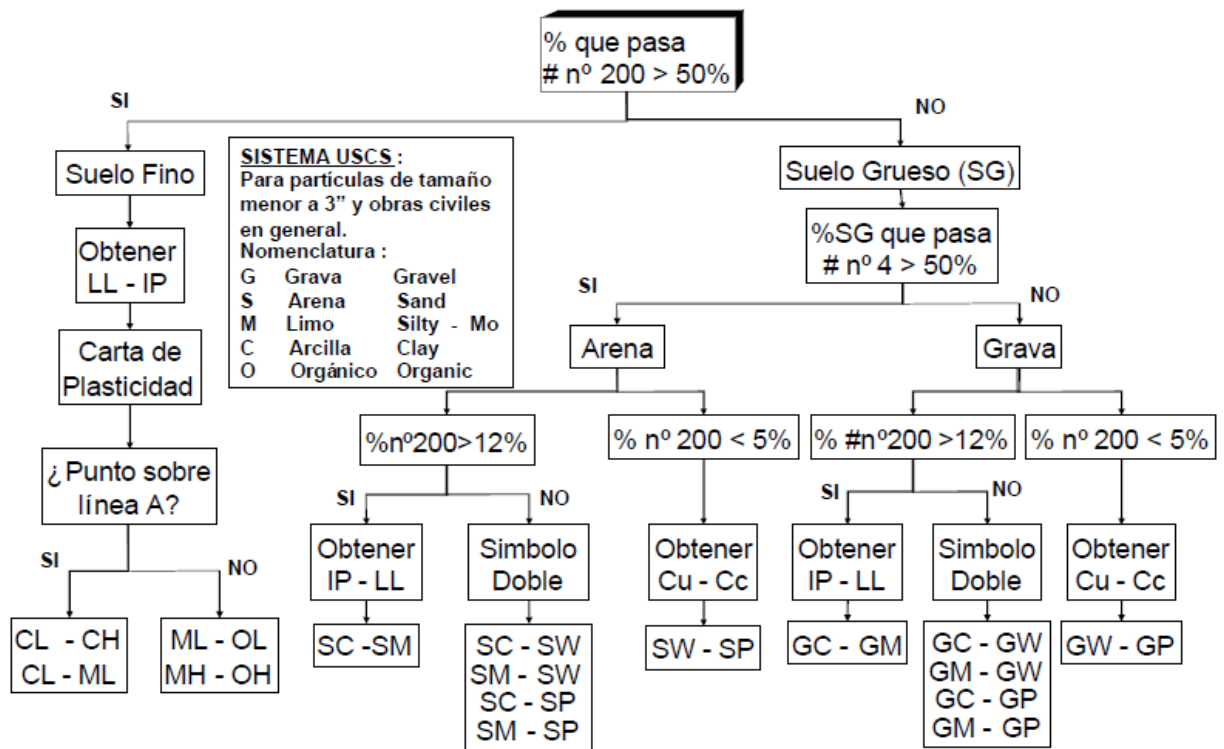 % que pasa
# nº 200 > 50%
SI
NO
Suelo Fino
Obtener
LL - IP
Carta de
Plasticidad
¿Punto sobre
línea A?
SI
NO
CL - CH
CL - ML
ML - OL
MH - OH
SISTEMA USCS :
Para partículas de tamaño
menor a 3” y obras civiles
en general.
Nomenclatura :
G Grava Gravel
S Arena Sand
M Limo Silty - Mo
C Arcilla Clay
O Orgánico Organic
Suelo Grueso (SG)
%SG que pasa
# nº 4 > 50%
SI
NO
Arena
Grava
%nº200>12%
% nº 200 < 5%
% #nº200 >12%
% nº 200 < 5%
SI
NO
SI
NO
Obtener
IP - LL
Simbolo
Doble
Obtener
Cu - Cc
Obtener
IP - LL
Simbolo
Doble
Obtener
Cu - Cc
SC -SM
SC - SW
SM - SW
SC - SP
SM - SP
SW - SP
GC - GM
GC - GW
GM - GW
GC - GP
GM - GP
GW - GP